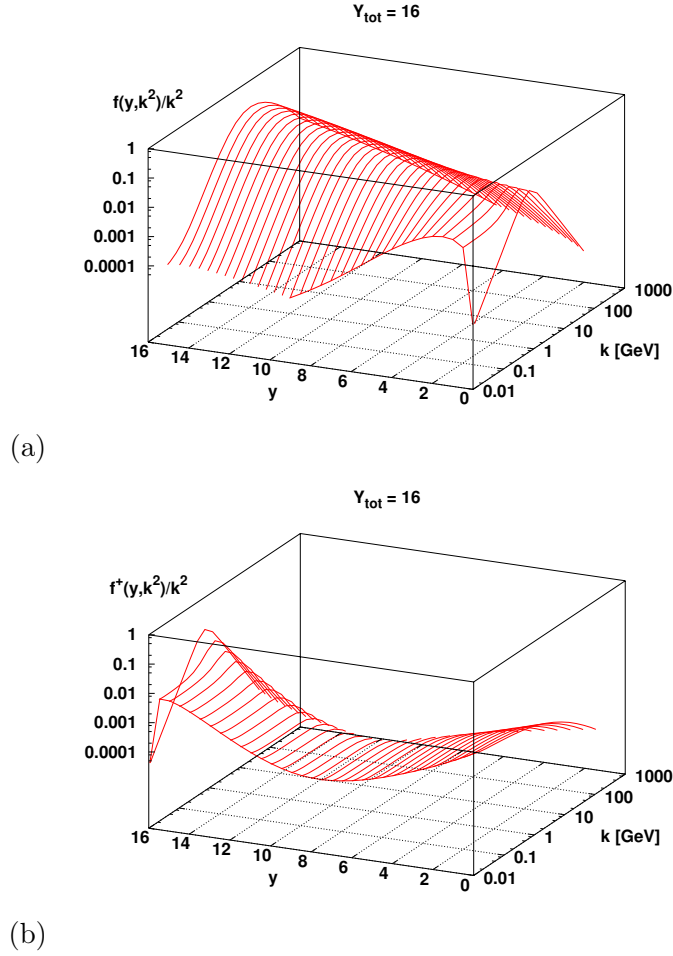 Y_tot = 16
f(y,k²)/k²
1
0.1
0.01
0.001
0.0001
16 14 12 10 8 6 4 2 0
y
0.01 0.1 1 10 100 1000
k [GeV]
(a)
Y_tot = 16
f⁺(y,k²)/k²
1
0.1
0.01
0.001
0.0001
16 14 12 10 8 6 4 2 0
y
0.01 0.1 1 10 100 1000
k [GeV]
(b)